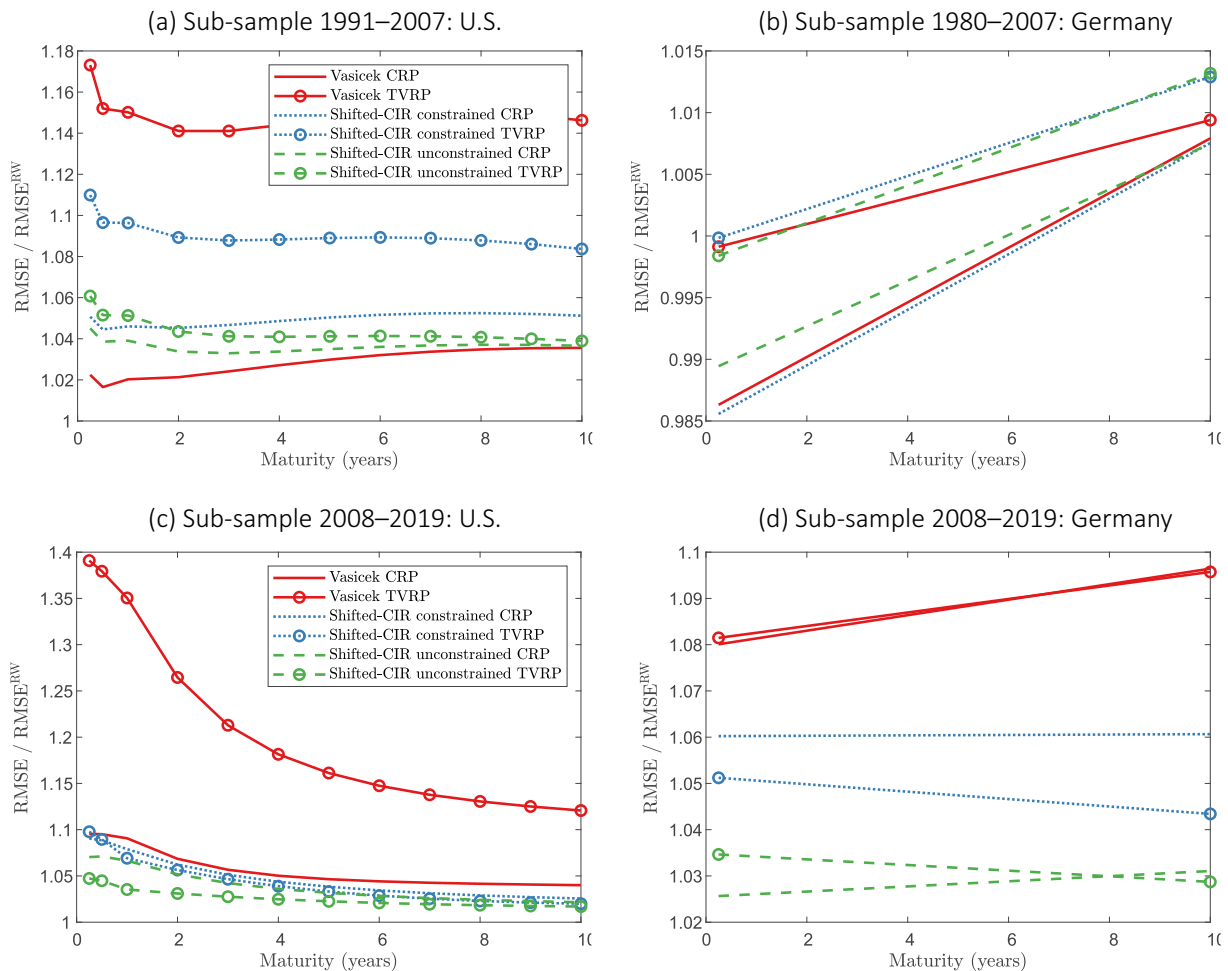 (a) Sub-sample 1991–2007: U.S.
1.18
1.16
1.14
1.12
1.1
1.08
1.06
1.04
1.02
1
RMSE / RMSE^RW
Vasicek CRP
Vasicek TVRP
Shifted-CIR constrained CRP
Shifted-CIR constrained TVRP
Shifted-CIR unconstrained CRP
Shifted-CIR unconstrained TVRP
0 2 4 6 8 10
Maturity (years)
(b) Sub-sample 1980–2007: Germany
1.015
1.01
1.005
1
0.995
0.99
0.985
RMSE / RMSE^RW
0 2 4 6 8 10
Maturity (years)
(c) Sub-sample 2008–2019: U.S.
1.4
1.35
1.3
1.25
1.2
1.15
1.1
1.05
1
RMSE / RMSE^RW
Vasicek CRP
Vasicek TVRP
Shifted-CIR constrained CRP
Shifted-CIR constrained TVRP
Shifted-CIR unconstrained CRP
Shifted-CIR unconstrained TVRP
0 2 4 6 8 10
Maturity (years)
(d) Sub-sample 2008–2019: Germany
1.1
1.09
1.08
1.07
1.06
1.05
1.04
1.03
1.02
RMSE / RMSE^RW
0 2 4 6 8 10
Maturity (years)